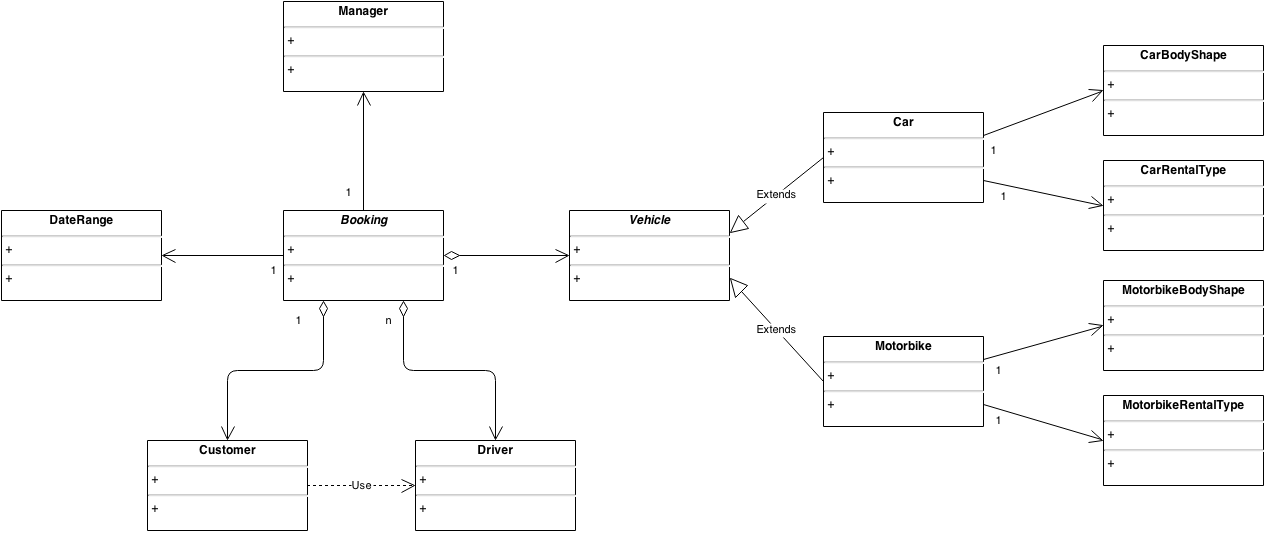 Manager
+
+
CarBodyShape
+
+
Car
+
+
1
CarRentalType
+
+
1
Extends
1
DateRange
+
+
Booking
+
+
1
1
Vehicle
+
+
MotorbikeBodyShape
+
+
Extends
Motorbike
+
+
1
MotorbikeRentalType
+
+
1
1
n
Customer
+
+
Use
Driver
+
+